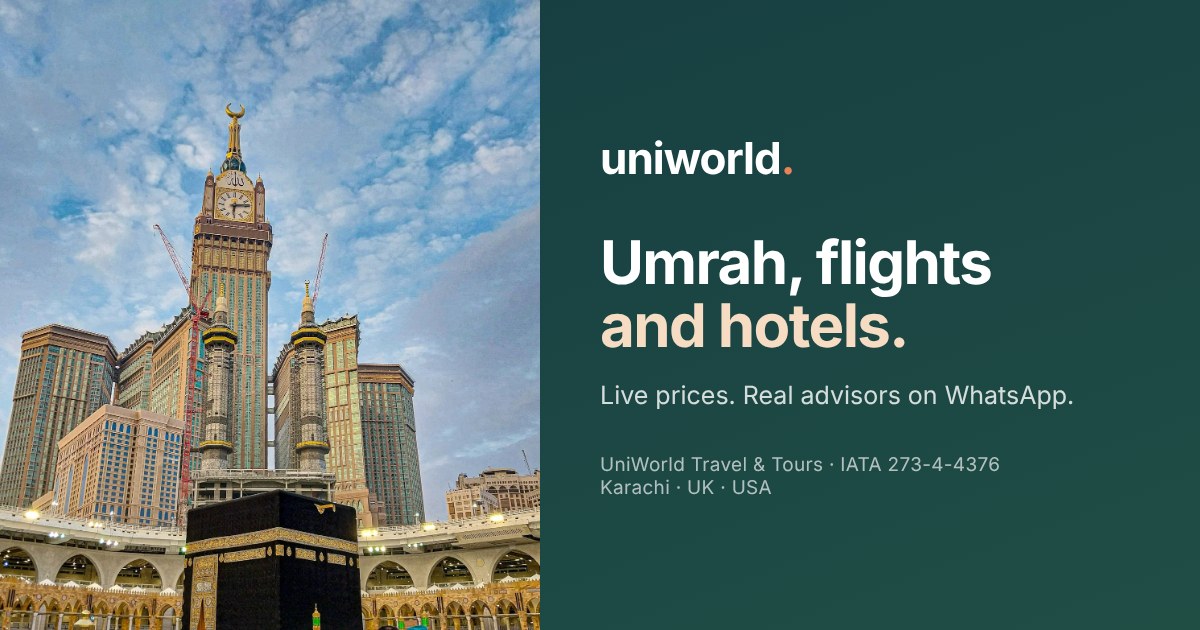 uniworld.
Umrah, flights
and hotels.
Live prices. Real advisors on WhatsApp.
UniWorld Travel & Tours · IATA 273-4-4376
Karachi · UK · USA